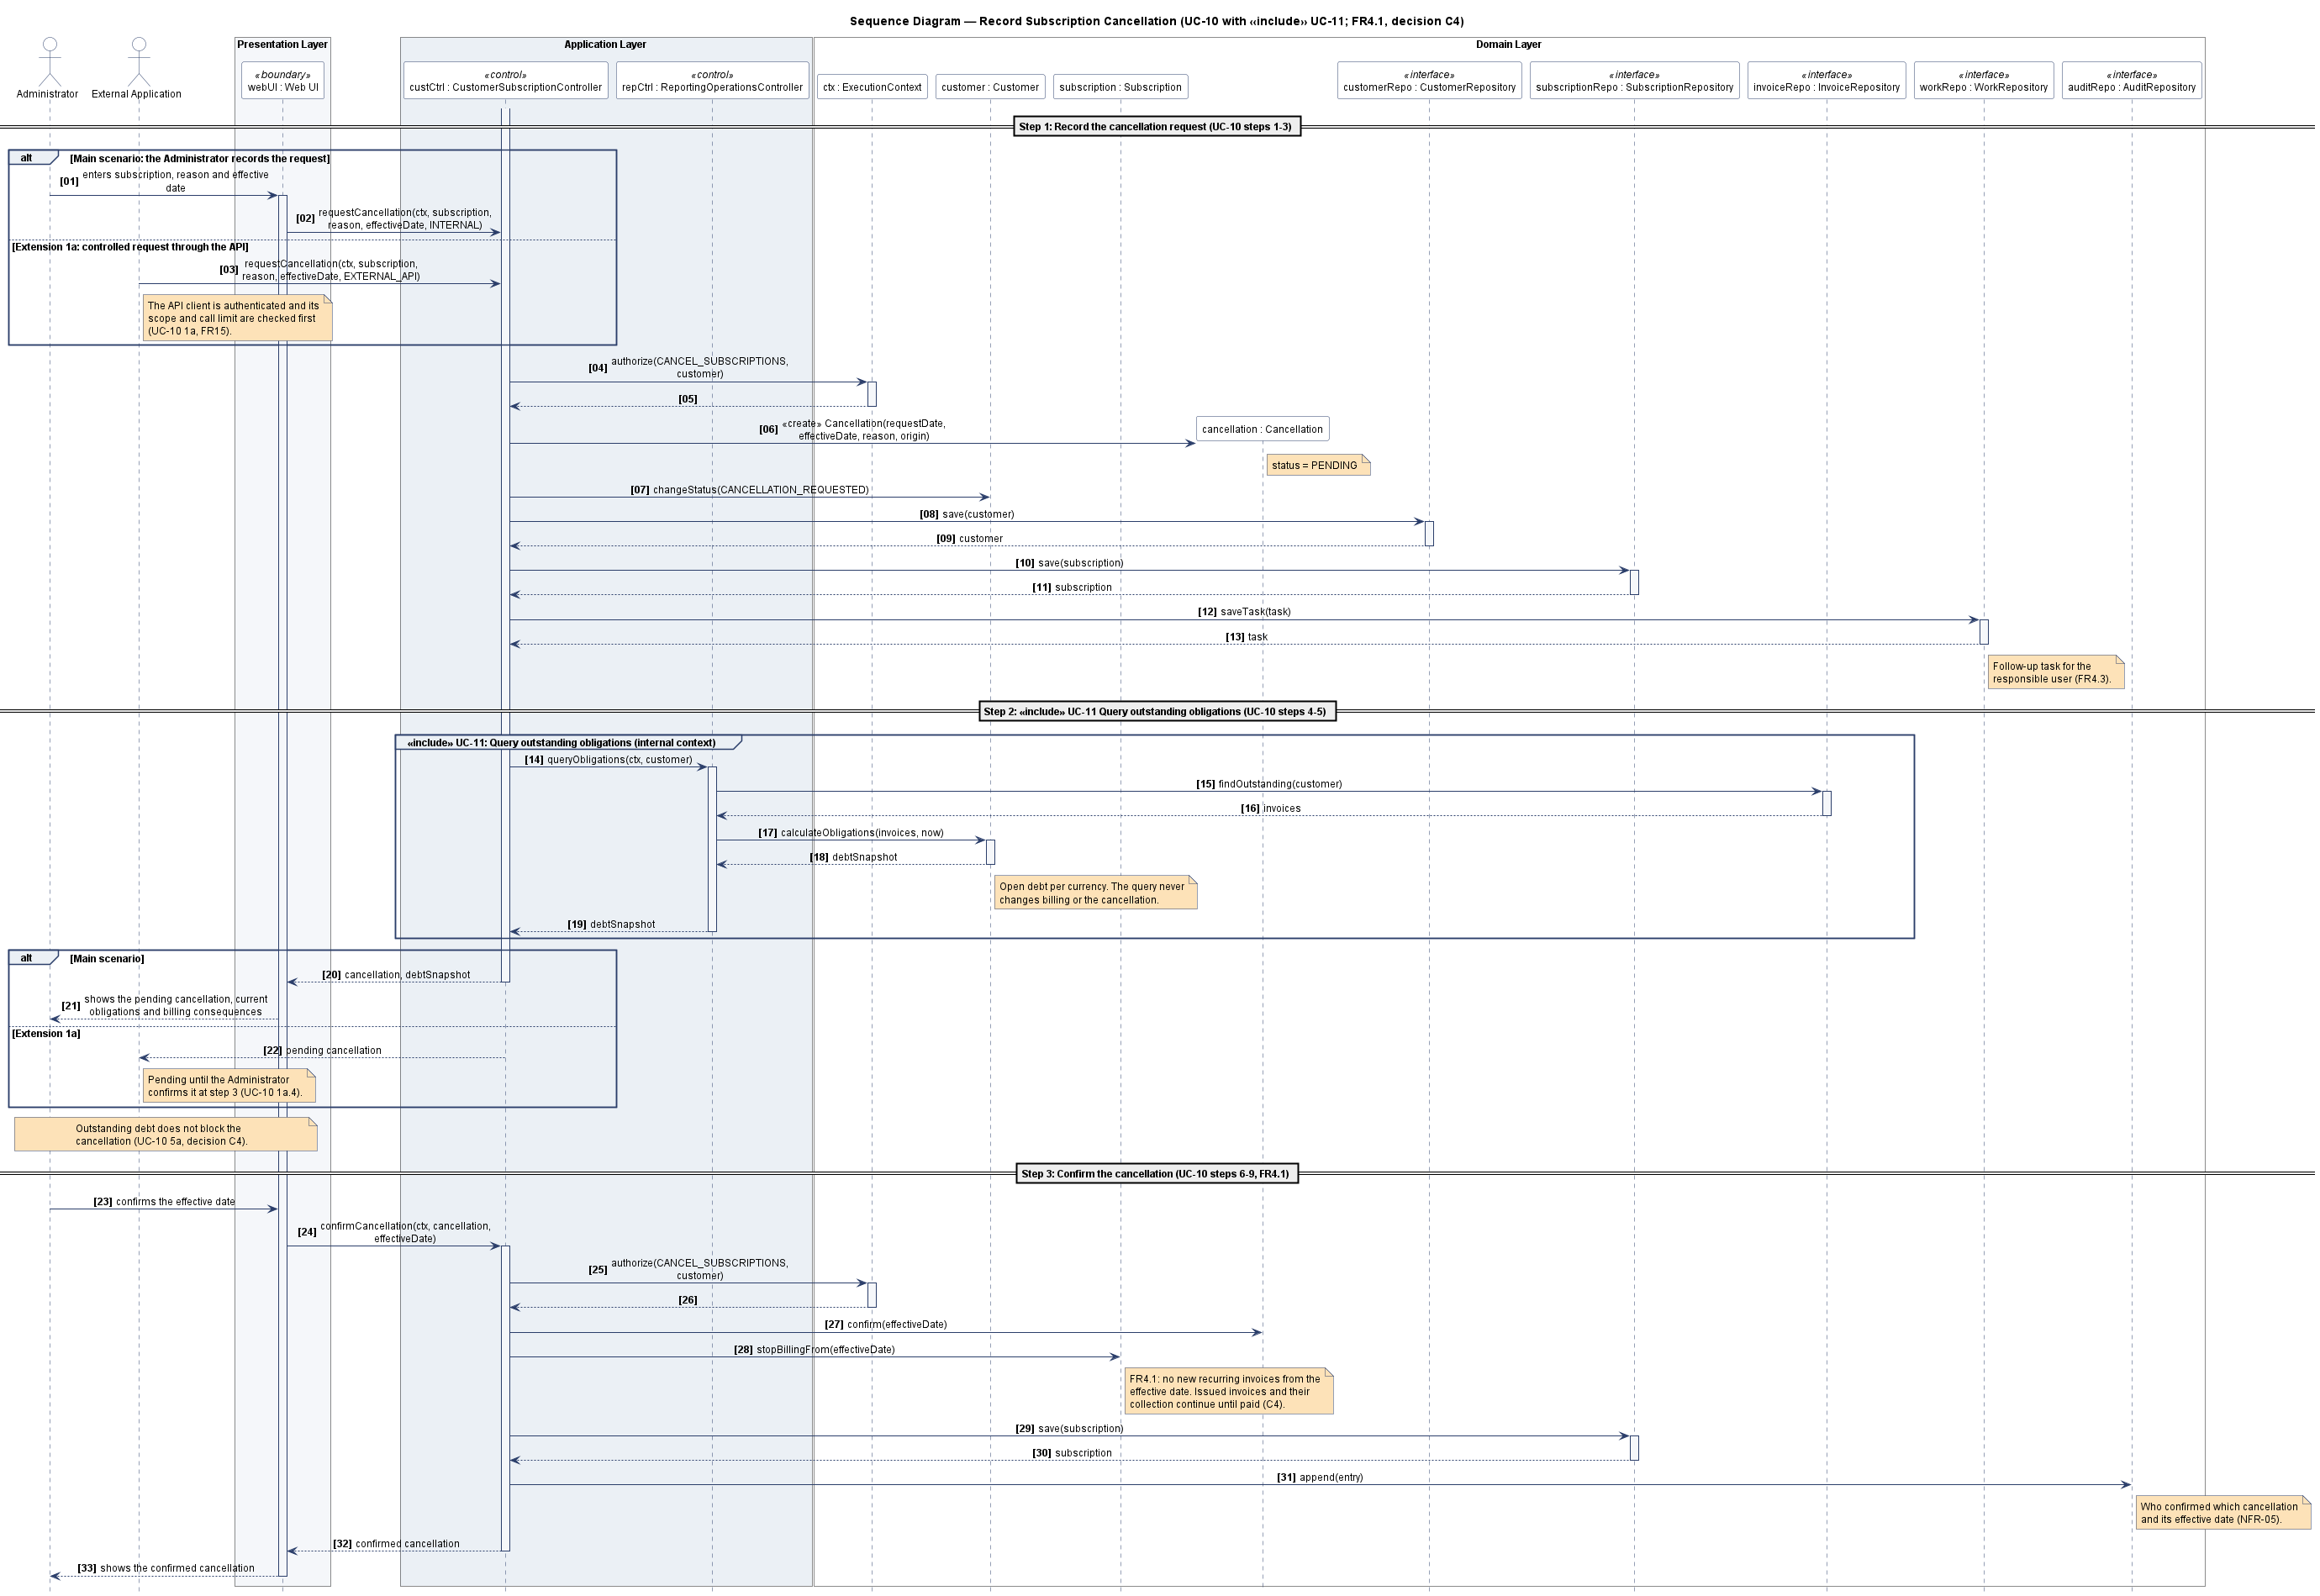 Sequence Diagram — Record Subscription Cancellation (UC-10 with «include» UC-11; FR4.1, decision C4)
Presentation Layer
Application Layer
Domain Layer
Administrator
External Application
«boundary»
webUI : Web UI
«control»
custCtrl : CustomerSubscriptionController
«control»
repCtrl : ReportingOperationsController
ctx : ExecutionContext
customer : Customer
subscription : Subscription
«interface»
customerRepo : CustomerRepository
«interface»
subscriptionRepo : SubscriptionRepository
«interface»
invoiceRepo : InvoiceRepository
«interface»
workRepo : WorkRepository
«interface»
auditRepo : AuditRepository
Step 1: Record the cancellation request (UC-10 steps 1-3)
alt [Main scenario: the Administrator records the request]
[01] enters subscription, reason and effective
date
[02] requestCancellation(ctx, subscription,
reason, effectiveDate, INTERNAL)
[Extension 1a: controlled request through the API]
[03] requestCancellation(ctx, subscription,
reason, effectiveDate, EXTERNAL_API)
The API client is authenticated and its
scope and call limit are checked first
(UC-10 1a, FR15).
[04] authorize(CANCEL_SUBSCRIPTIONS,
customer)
[05]
[06] «create» Cancellation(requestDate,
effectiveDate, reason, origin)
cancellation : Cancellation
status = PENDING
[07] changeStatus(CANCELLATION_REQUESTED)
[08] save(customer)
[09] customer
[10] save(subscription)
[11] subscription
[12] saveTask(task)
[13] task
Follow-up task for the
responsible user (FR4.3).
Step 2: «include» UC-11 Query outstanding obligations (UC-10 steps 4-5)
«include» UC-11: Query outstanding obligations (internal context)
[14] queryObligations(ctx, customer)
[15] findOutstanding(customer)
[16] invoices
[17] calculateObligations(invoices, now)
[18] debtSnapshot
Open debt per currency. The query never
changes billing or the cancellation.
[19] debtSnapshot
alt [Main scenario]
[20] cancellation, debtSnapshot
[21] shows the pending cancellation, current
obligations and billing consequences
[Extension 1a]
[22] pending cancellation
Pending until the Administrator
confirms it at step 3 (UC-10 1a.4).
Outstanding debt does not block the
cancellation (UC-10 5a, decision C4).
Step 3: Confirm the cancellation (UC-10 steps 6-9, FR4.1)
[23] confirms the effective date
[24] confirmCancellation(ctx, cancellation,
effectiveDate)
[25] authorize(CANCEL_SUBSCRIPTIONS,
customer)
[26]
[27] confirm(effectiveDate)
[28] stopBillingFrom(effectiveDate)
FR4.1: no new recurring invoices from the
effective date. Issued invoices and their
collection continue until paid (C4).
[29] save(subscription)
[30] subscription
[31] append(entry)
Who confirmed which cancellation
and its effective date (NFR-05).
[32] confirmed cancellation
[33] shows the confirmed cancellation